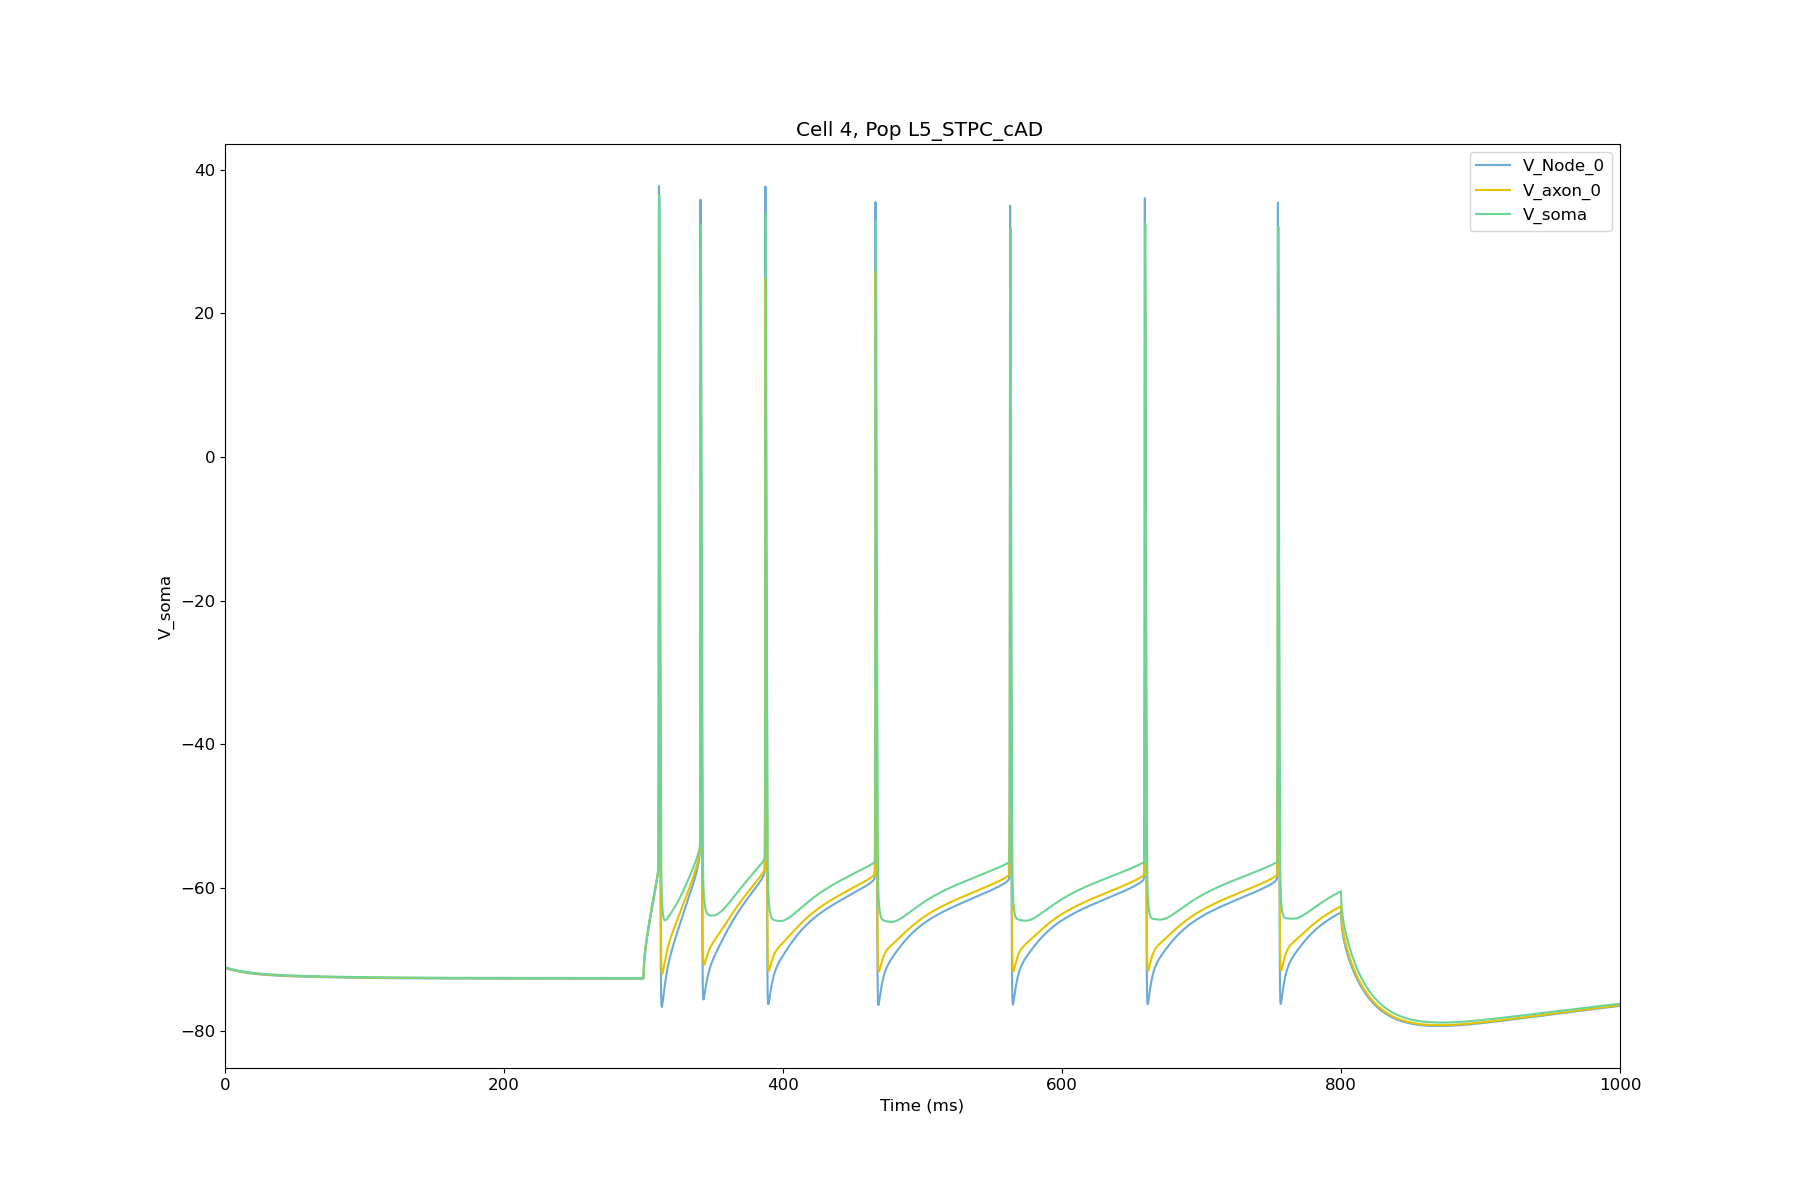 Cell 4, Pop L5_STPC_cAD
V_Node_0
V_axon_0
V_soma
40
20
0
−20
−40
−60
−80
V_soma
0 200 400 600 800 1000
Time (ms)